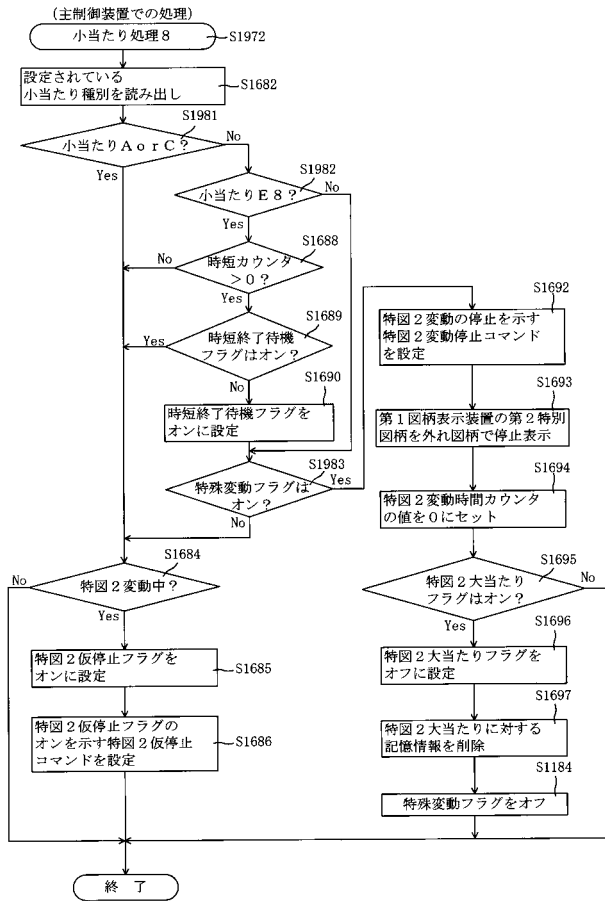 (主制御装置での処理)
小当たり処理８
S1972
設定されている
小当たり種別を読み出し
S1682
S1981
小当たりＡｏｒＣ？
No
Yes
S1982
小当たりＥ８？
No
Yes
S1688
時短カウンタ
＞０？
No
Yes
S1689
時短終了待機
フラグはオン？
Yes
No
S1690
時短終了待機フラグを
オンに設定
S1983
特殊変動フラグは
オン？
Yes
No
S1684
特図２変動中？
No
Yes
特図２仮停止フラグを
オンに設定
S1685
特図２仮停止フラグの
オンを示す特図２仮停止
コマンドを設定
S1686
S1692
特図２変動の停止を示す
特図２変動停止コマンド
を設定
S1693
第１図柄表示装置の第２特別
図柄を外れ図柄で停止表示
S1694
特図２変動時間カウンタ
の値を０にセット
S1695
特図２大当たり
フラグはオン？
No
Yes
S1696
特図２大当たりフラグを
オフに設定
S1697
特図２大当たりに対する
記憶情報を削除
S1184
特殊変動フラグをオフ
終　了